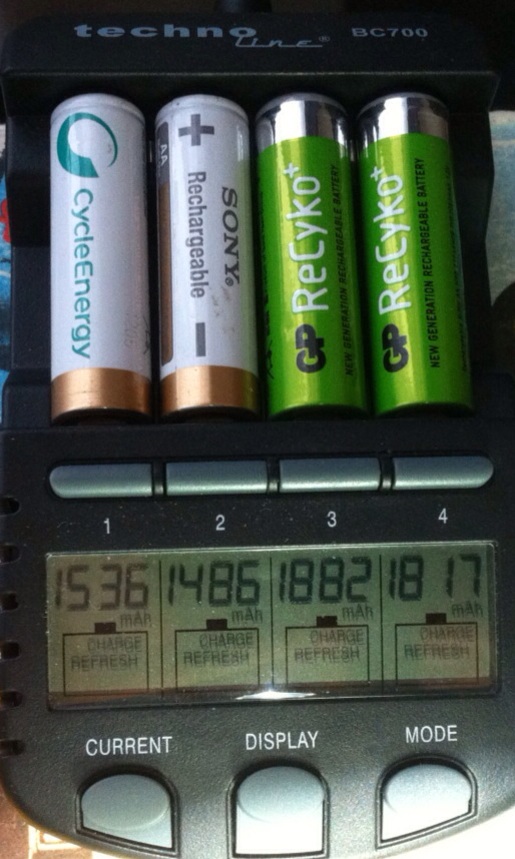 techno line® BC700
CycleEnergy
AA
+ Rechargeable −
SONY®
GP ReCyko+
NEW GENERATION RECHARGEABLE BATTERY
GP ReCyko+
NEW GENERATION RECHARGEABLE BATTERY
1 2 3 4
1536 1486 1882 1817
mAh mAh mAh mAh
CHARGE CHARGE CHARGE CHARGE
REFRESH REFRESH REFRESH REFRESH
CURRENT DISPLAY MODE